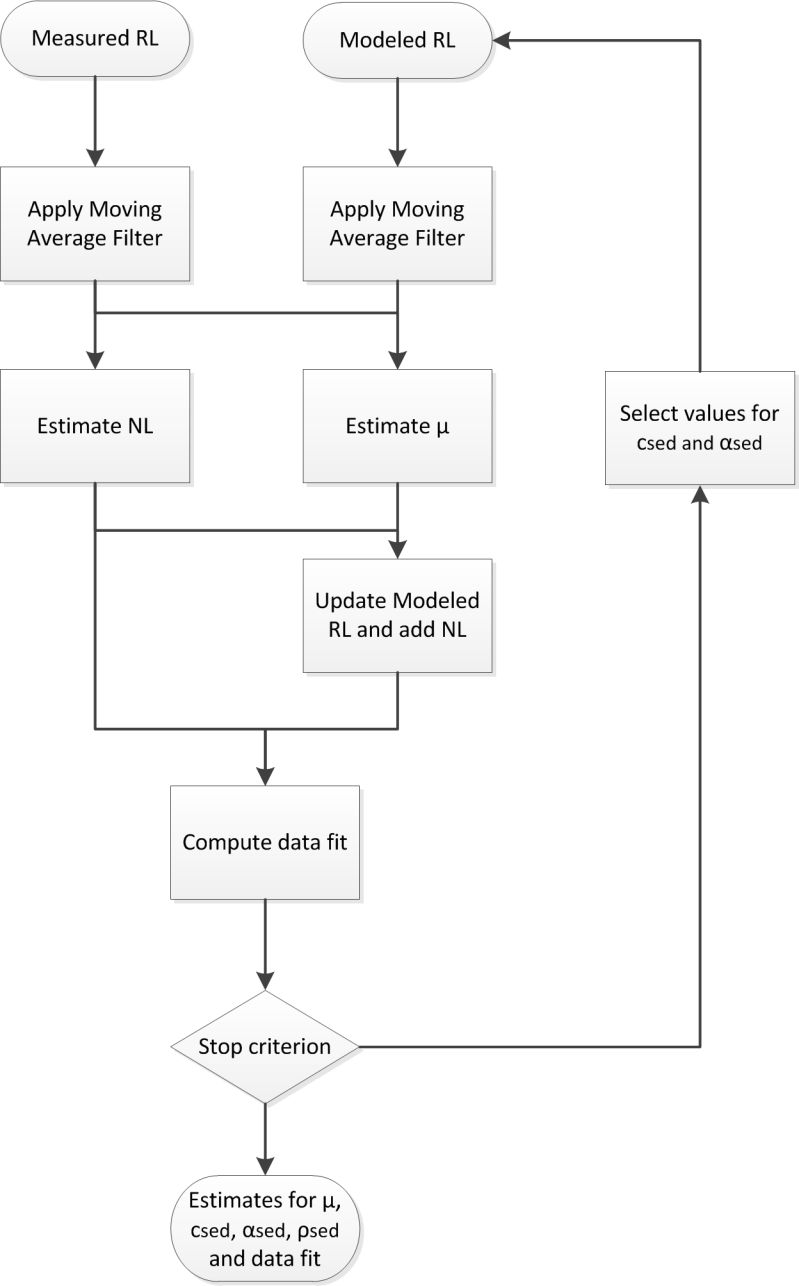 Measured RL
Modeled RL
Apply Moving
Average Filter
Apply Moving
Average Filter
Estimate NL
Estimate μ
Select values for
csed and αsed
Update Modeled
RL and add NL
Compute data fit
Stop criterion
Estimates for μ,
csed, αsed, ρsed
and data fit